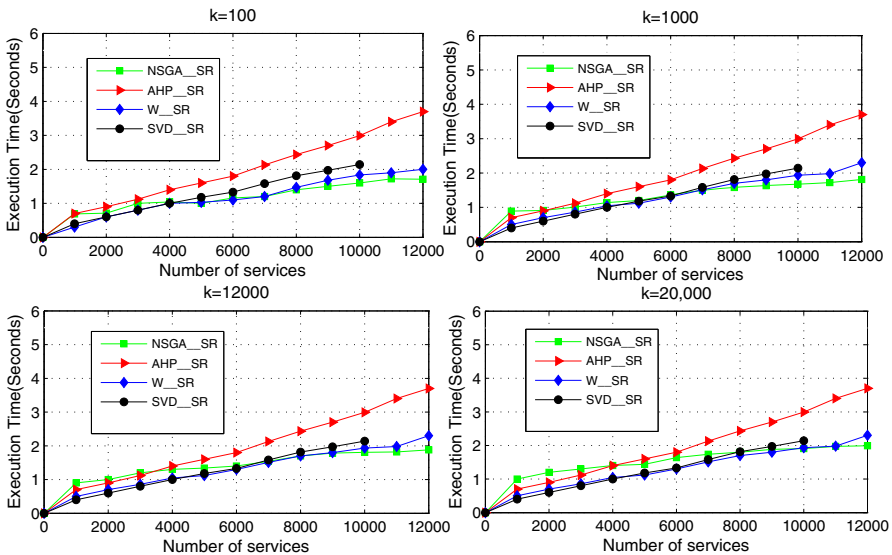 k=100
Execution Time(Seconds)
6
5
4
3
2
1
0
NSGA__SR
AHP__SR
W__SR
SVD__SR
0 2000 4000 6000 8000 10000 12000
Number of services
k=1000
Execution Time(Seconds)
6
5
4
3
2
1
0
NSGA__SR
AHP__SR
W__SR
SVD__SR
0 2000 4000 6000 8000 10000 12000
Number of services
k=12000
Execution Time(Seconds)
6
5
4
3
2
1
0
NSGA__SR
AHP__SR
W__SR
SVD__SR
0 2000 4000 6000 8000 10000 12000
Number of services
k=20,000
Execution Time(Seconds)
6
5
4
3
2
1
0
NSGA__SR
AHP__SR
W__SR
SVD__SR
0 2000 4000 6000 8000 10000 12000
Number of services